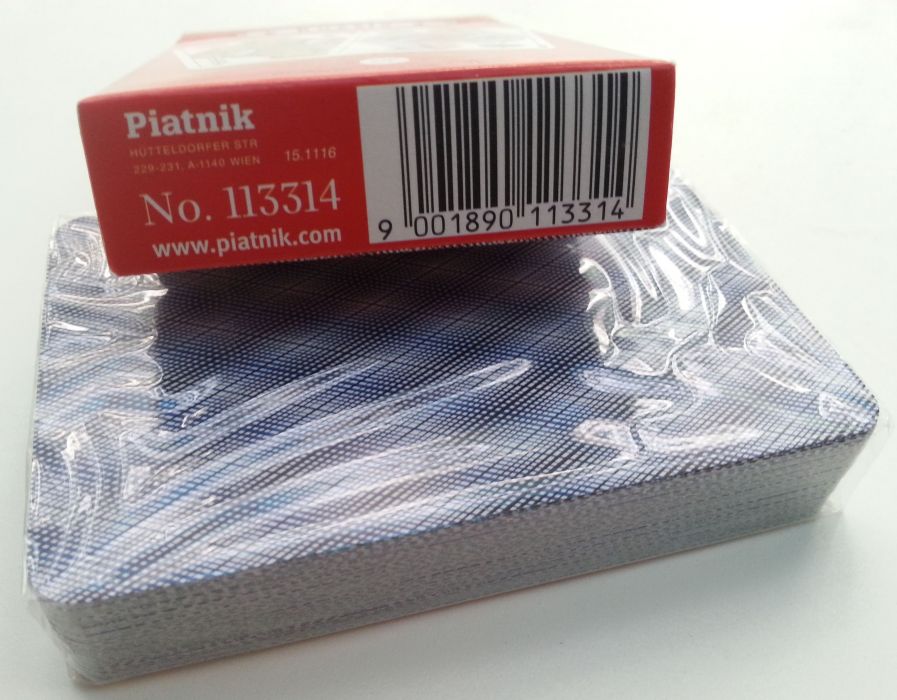 Piatnik
HÜTTELDORFER STR
229-231, A-1140 WIEN
15.1116
No. 113314
www.piatnik.com
9 001890 113314